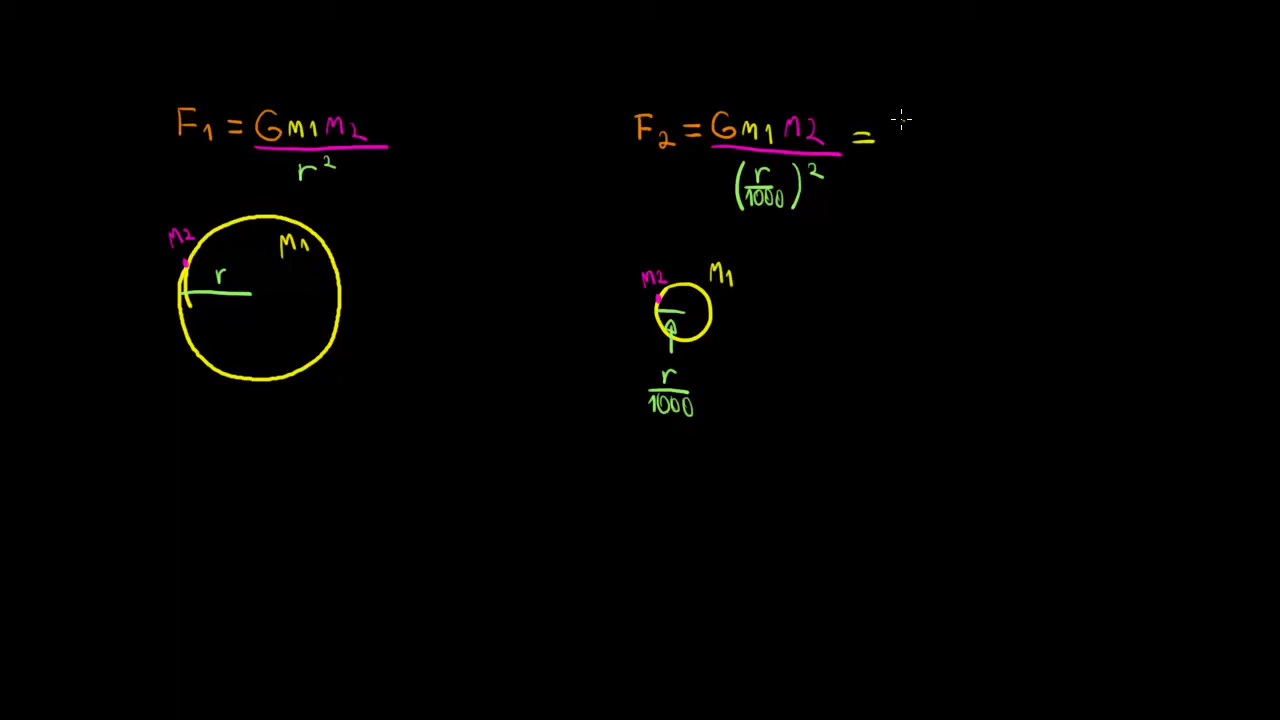 F₁ = GM1M2 / r²
F₂ = GM1M2 / (r/1000)² =
M2
M1
r
M2
M1
r/1000